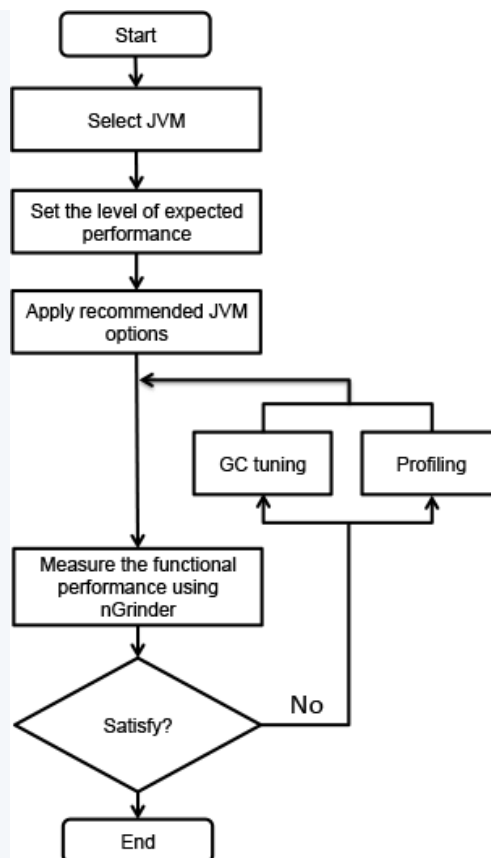 Start
Select JVM
Set the level of expected
performance
Apply recommended JVM
options
GC tuning
Profiling
Measure the functional
performance using
nGrinder
Satisfy?
No
End